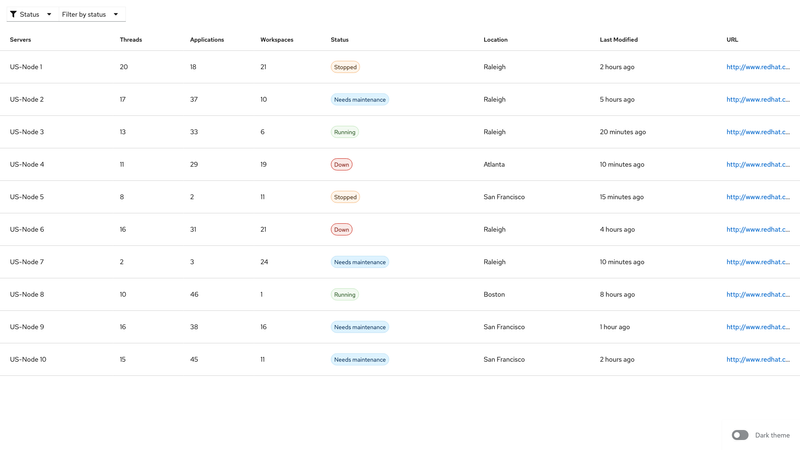 Status Filter by status
Servers Threads Applications Workspaces Status Location Last Modified URL
US-Node 1 20 18 21 Stopped Raleigh 2 hours ago http://www.redhat.c...
US-Node 2 17 37 10 Needs maintenance Raleigh 5 hours ago http://www.redhat.c...
US-Node 3 13 33 6 Running Raleigh 20 minutes ago http://www.redhat.c...
US-Node 4 11 29 19 Down Atlanta 10 minutes ago http://www.redhat.c...
US-Node 5 8 2 11 Stopped San Francisco 15 minutes ago http://www.redhat.c...
US-Node 6 16 31 21 Down Raleigh 4 hours ago http://www.redhat.c...
US-Node 7 2 3 24 Needs maintenance Raleigh 10 minutes ago http://www.redhat.c...
US-Node 8 10 46 1 Running Boston 8 hours ago http://www.redhat.c...
US-Node 9 16 38 16 Needs maintenance San Francisco 1 hour ago http://www.redhat.c...
US-Node 10 15 45 11 Needs maintenance San Francisco 2 hours ago http://www.redhat.c...
Dark theme